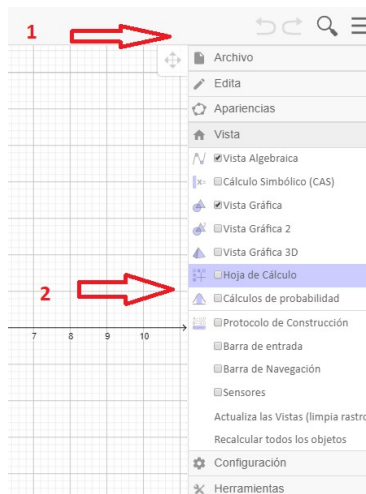 1
Archivo
Edita
Apariencias
Vista
Vista Algebraica
Cálculo Simbólico (CAS)
Vista Gráfica
Vista Gráfica 2
Vista Gráfica 3D
Hoja de Cálculo
2
Cálculos de probabilidad
Protocolo de Construcción
7 8 9 10
Barra de entrada
Barra de Navegación
Sensores
Actualiza las Vistas (limpia rastro
Recalcular todos los objetos
Configuración
Herramientas